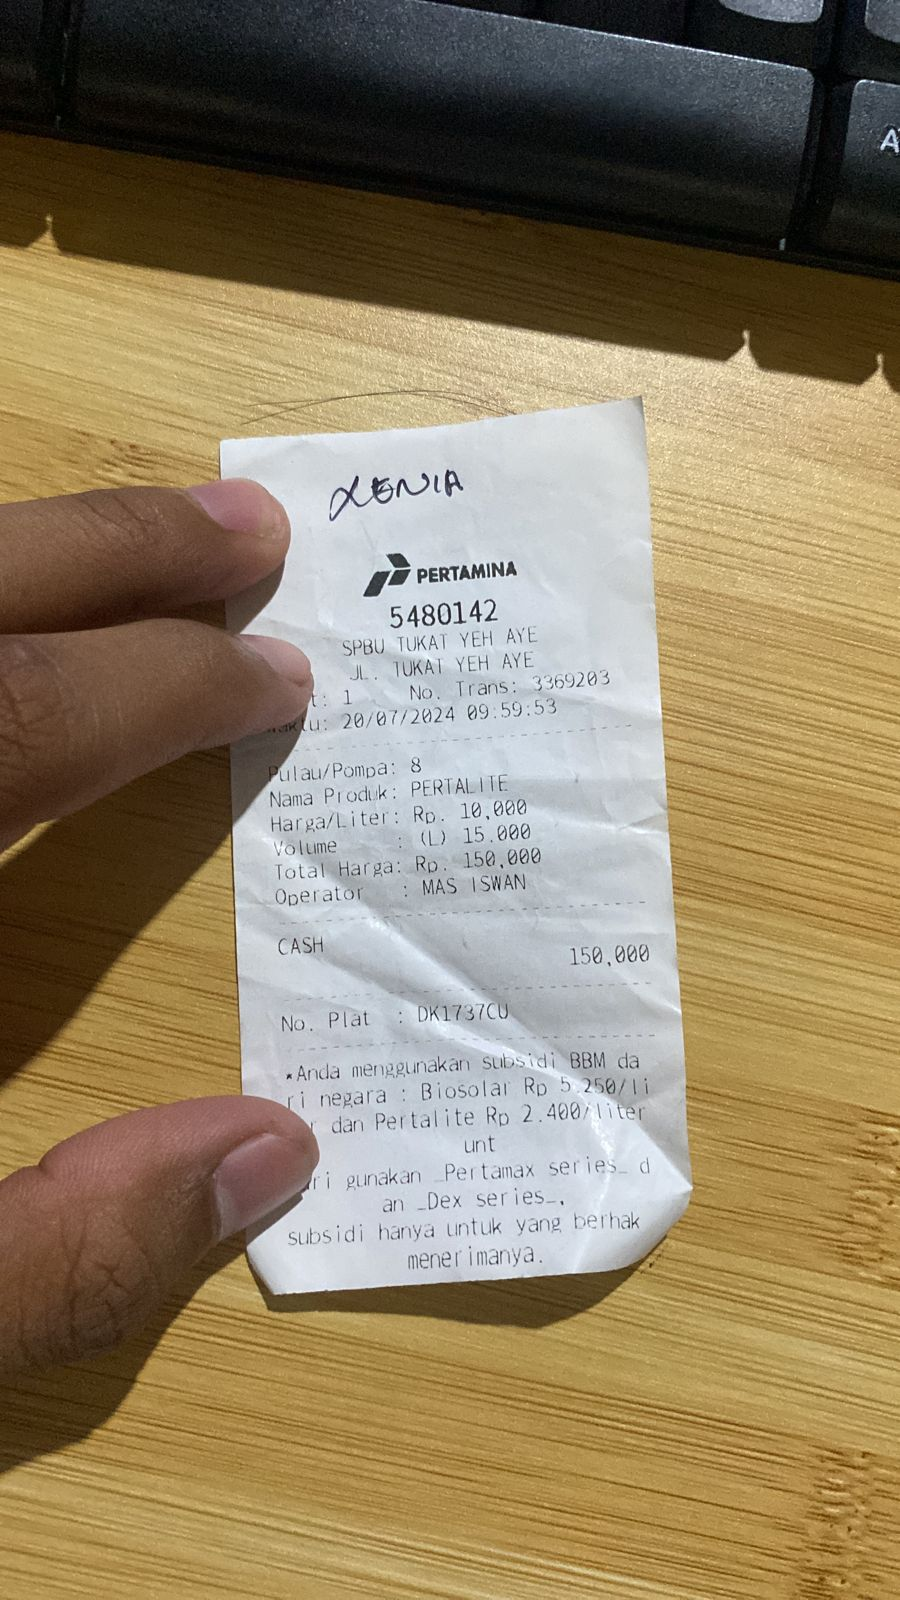 XENIA
PERTAMINA
5480142
SPBU TUKAT YEH AYE
JL. TUKAT YEH AYE
t: 1 No. Trans: 3369203
aktu: 20/07/2024 09:59:53
Pulau/Pompa: 8
Nama Produk: PERTALITE
Harga/Liter: Rp. 10,000
Volume : (L) 15.000
Total Harga: Rp. 150,000
Operator : MAS ISWAN
CASH 150,000
No. Plat : DK1737CU
*Anda menggunakan subsidi BBM da
ri negara : Biosolar Rp 5.250/li
r dan Pertalite Rp 2.400/liter
unt
ri gunakan _Pertamax series_ d
an _Dex series_,
subsidi hanya untuk yang berhak
menerimanya.
A